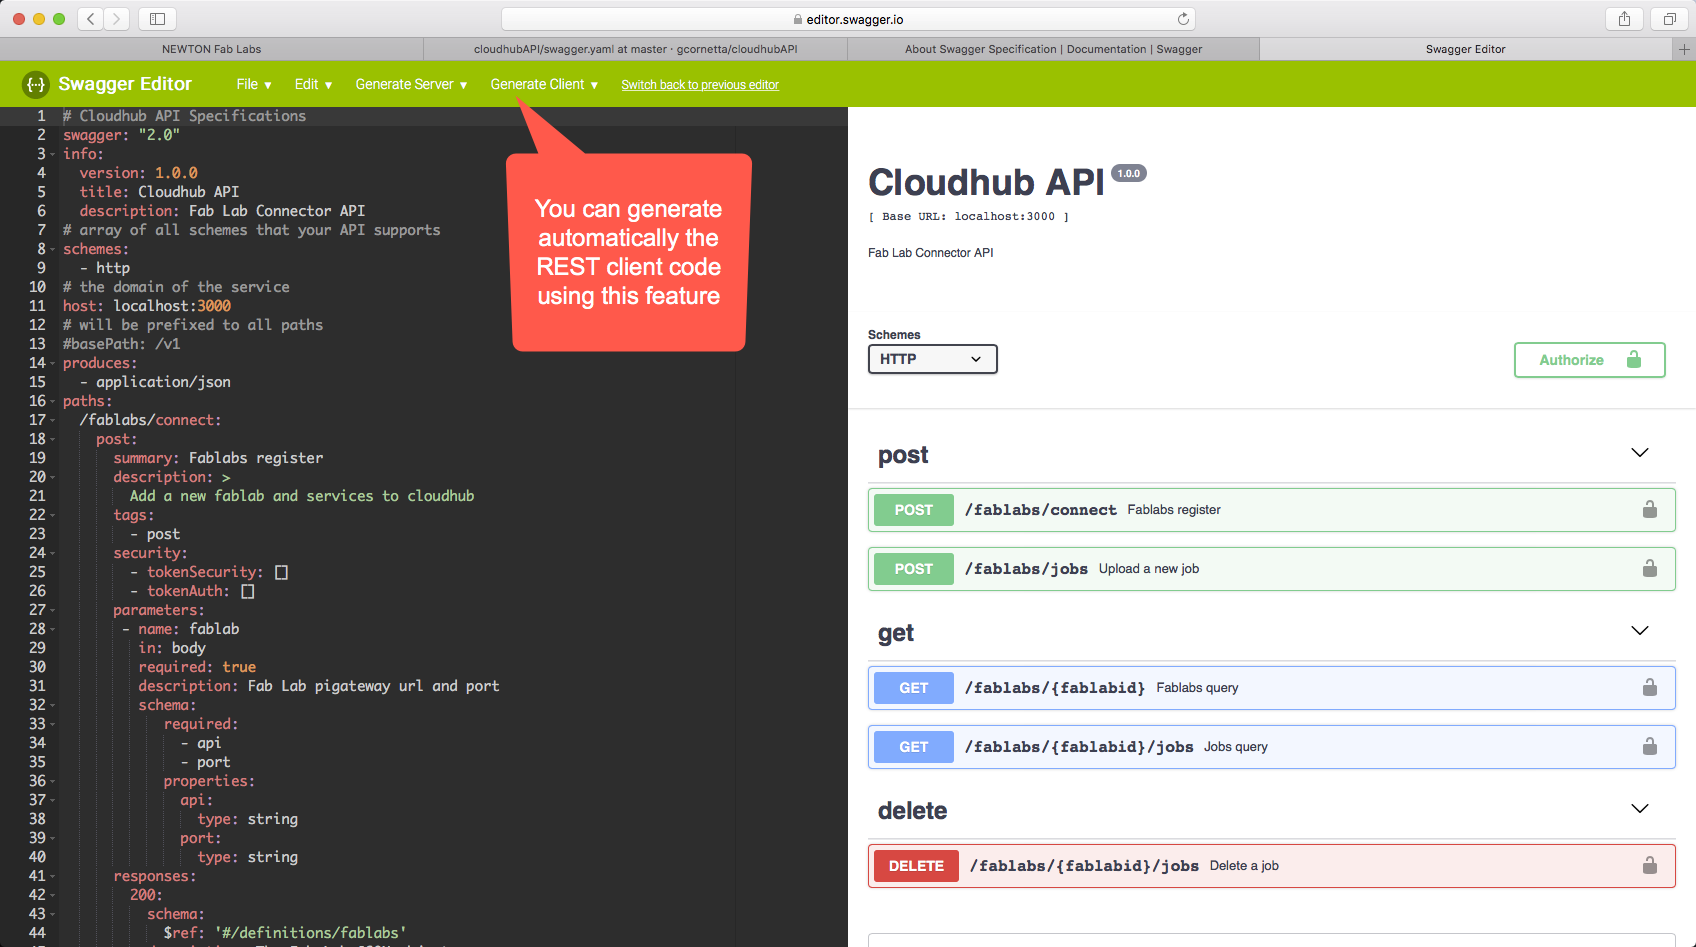 editor.swagger.io
NEWTON Fab Labs
cloudhubAPI/swagger.yaml at master · gcornetta/cloudhubAPI
About Swagger Specification | Documentation | Swagger
Swagger Editor
{··}
Swagger Editor
File ▾
Edit ▾
Generate Server ▾
Generate Client ▾
Switch back to previous editor
1 # Cloudhub API Specifications
2 swagger: "2.0"
3 info:
4 version: 1.0.0
5 title: Cloudhub API
6 description: Fab Lab Connector API
7 # array of all schemes that your API supports
8 schemes:
9 - http
10 # the domain of the service
11 host: localhost:3000
12 # will be prefixed to all paths
13 #basePath: /v1
14 produces:
15 - application/json
16 paths:
17 /fablabs/connect:
18 post:
19 summary: Fablabs register
20 description: >
21 Add a new fablab and services to cloudhub
22 tags:
23 - post
24 security:
25 - tokenSecurity: []
26 - tokenAuth: []
27 parameters:
28 - name: fablab
29 in: body
30 required: true
31 description: Fab Lab pigateway url and port
32 schema:
33 required:
34 - api
35 - port
36 properties:
37 api:
38 type: string
39 port:
40 type: string
41 responses:
42 200:
43 schema:
44 $ref: '#/definitions/fablabs'
You can generate
automatically the
REST client code
using this feature
Cloudhub API 1.0.0
[ Base URL: localhost:3000 ]
Fab Lab Connector API
Schemes
HTTP
Authorize
post
POST /fablabs/connect Fablabs register
POST /fablabs/jobs Upload a new job
get
GET /fablabs/{fablabid} Fablabs query
GET /fablabs/{fablabid}/jobs Jobs query
delete
DELETE /fablabs/{fablabid}/jobs Delete a job